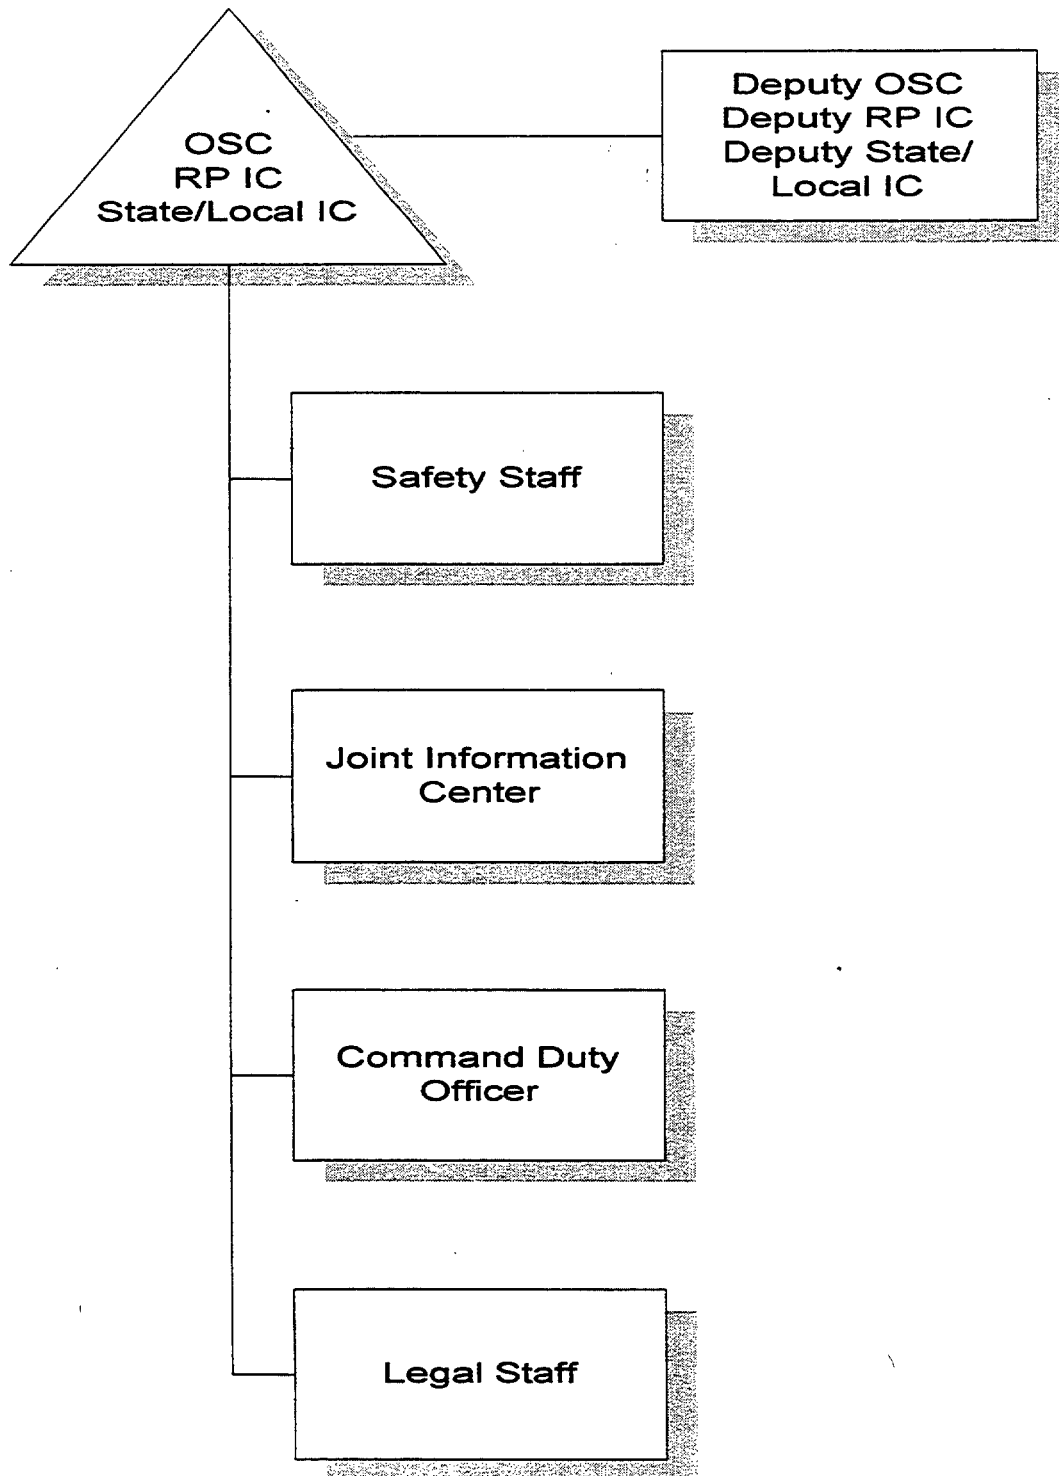 OSC
RP IC
State/Local IC
Deputy OSC
Deputy RP IC
Deputy State/
Local IC
Safety Staff
Joint Information
Center
Command Duty
Officer
Legal Staff